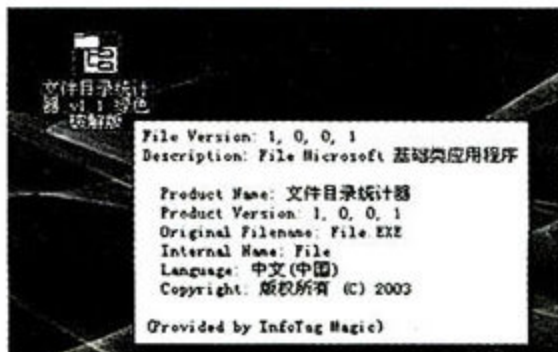 文件目录统计
器 v1.1 绿色
破解版
File Version: 1, 0, 0, 1
Description: File Microsoft 基础类应用程序
Product Name: 文件目录统计器
Product Version: 1, 0, 0, 1
Original Filename: File.EXE
Internal Name: File
Language: 中文(中国)
Copyright: 版权所有 (C) 2003
(Provided by InfoTag Magic)